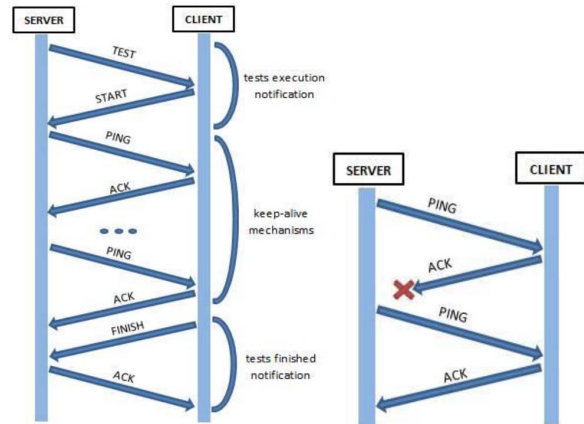 SERVER
CLIENT
TEST
START
tests execution
notification
PING
ACK
keep-alive
mechanisms
PING
ACK
FINISH
tests finished
notification
ACK
SERVER
CLIENT
PING
ACK
PING
ACK